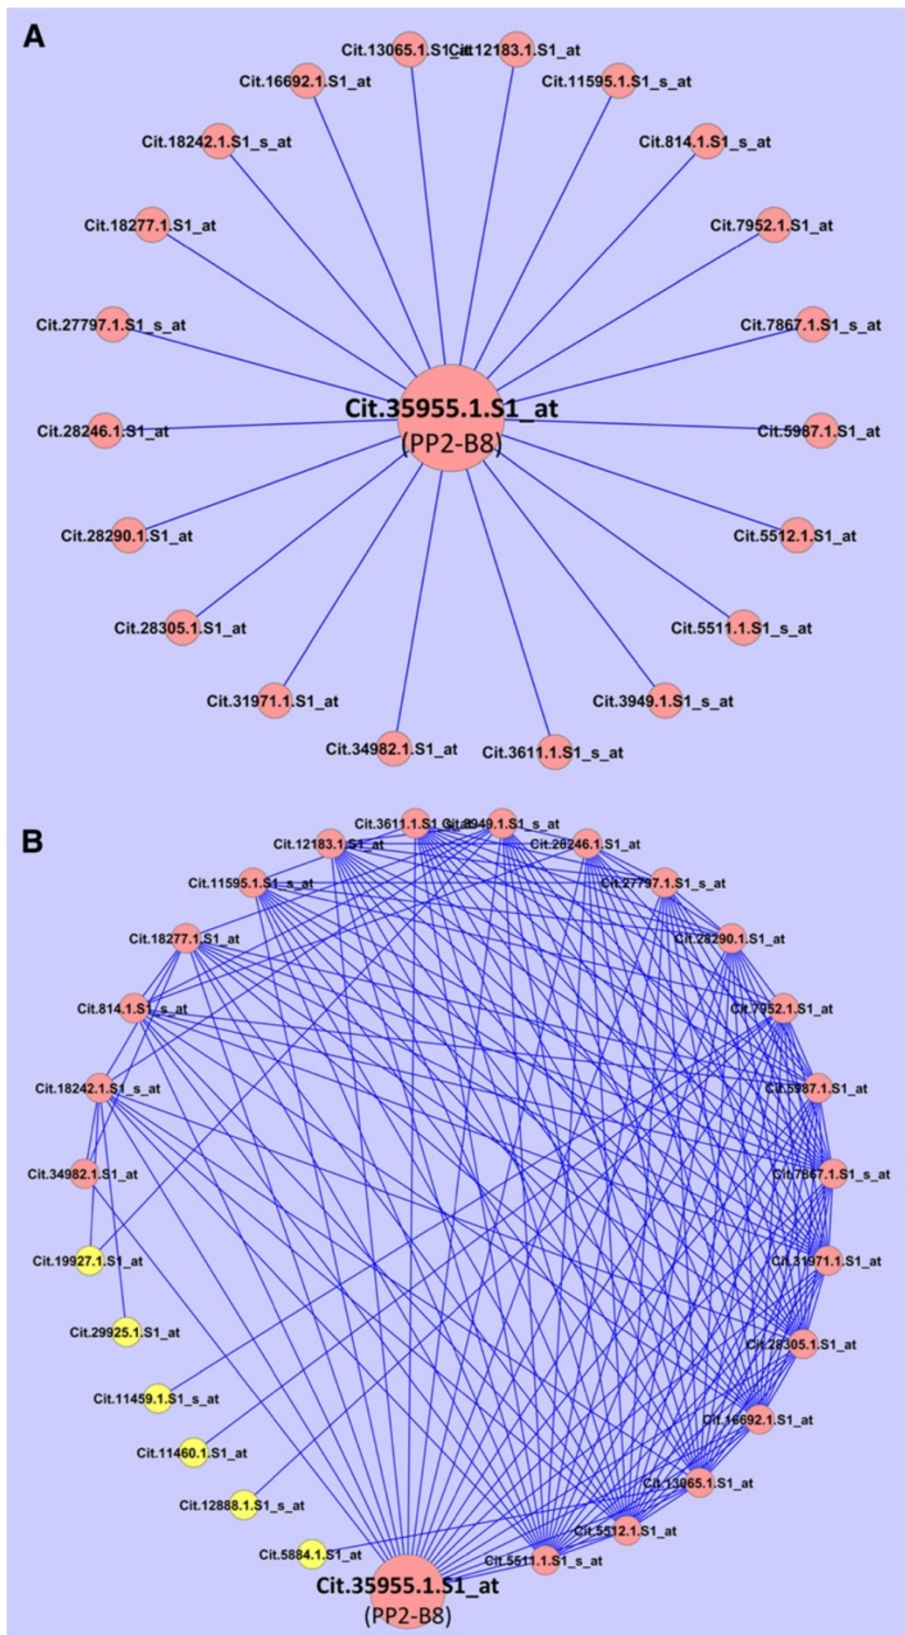 A
Cit.13065.1.S1_at
Cit.12183.1.S1_at
Cit.16692.1.S1_at
Cit.11595.1.S1_s_at
Cit.18242.1.S1_s_at
Cit.814.1.S1_s_at
Cit.18277.1.S1_at
Cit.7952.1.S1_at
Cit.27797.1.S1_s_at
Cit.7867.1.S1_s_at
Cit.35955.1.S1_at
(PP2-B8)
Cit.28246.1.S1_at
Cit.5987.1.S1_at
Cit.28290.1.S1_at
Cit.5512.1.S1_at
Cit.28305.1.S1_at
Cit.5511.1.S1_s_at
Cit.31971.1.S1_at
Cit.3949.1.S1_s_at
Cit.34982.1.S1_at
Cit.3611.1.S1_s_at
B
Cit.3611.1.S1_s_at
Cit.3949.1.S1_s_at
Cit.12183.1.S1_at
Cit.28246.1.S1_at
Cit.11595.1.S1_s_at
Cit.27797.1.S1_s_at
Cit.18277.1.S1_at
Cit.28290.1.S1_at
Cit.814.1.S1_s_at
Cit.7952.1.S1_at
Cit.18242.1.S1_s_at
Cit.5987.1.S1_at
Cit.34982.1.S1_at
Cit.7867.1.S1_s_at
Cit.19927.1.S1_at
Cit.31971.1.S1_at
Cit.29925.1.S1_at
Cit.28305.1.S1_at
Cit.11459.1.S1_s_at
Cit.16692.1.S1_at
Cit.11460.1.S1_at
Cit.13065.1.S1_at
Cit.12888.1.S1_s_at
Cit.5512.1.S1_at
Cit.5884.1.S1_at
Cit.5511.1.S1_s_at
Cit.35955.1.S1_at
(PP2-B8)